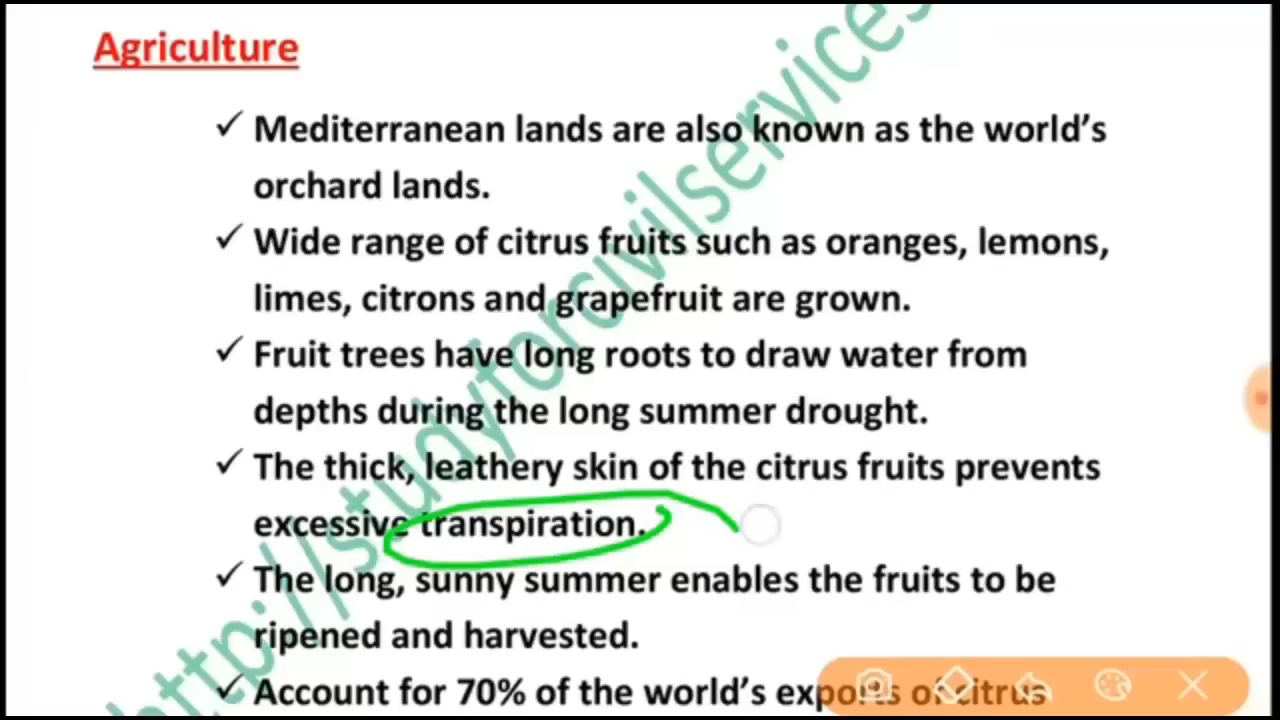 Agriculture
✓ Mediterranean lands are also known as the world's
orchard lands.
✓ Wide range of citrus fruits such as oranges, lemons,
limes, citrons and grapefruit are grown.
✓ Fruit trees have long roots to draw water from
depths during the long summer drought.
✓ The thick, leathery skin of the citrus fruits prevents
excessive transpiration.
✓ The long, sunny summer enables the fruits to be
ripened and harvested.
✓ Account for 70% of the world's exports of citrus
http://studyforcivilservices